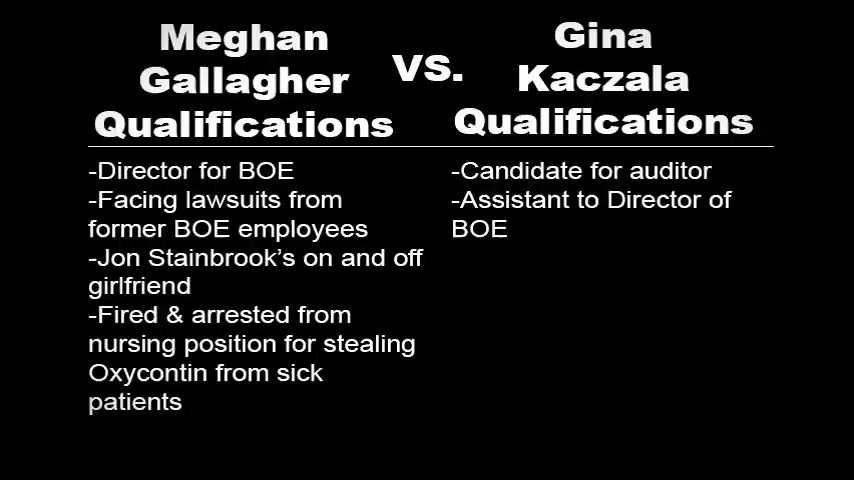 Meghan
Gallagher
Qualifications
vs.
Gina
Kaczala
Qualifications
-Director for BOE
-Facing lawsuits from
former BOE employees
-Jon Stainbrook's on and off
girlfriend
-Fired & arrested from
nursing position for stealing
Oxycontin from sick
patients
-Candidate for auditor
-Assistant to Director of
BOE